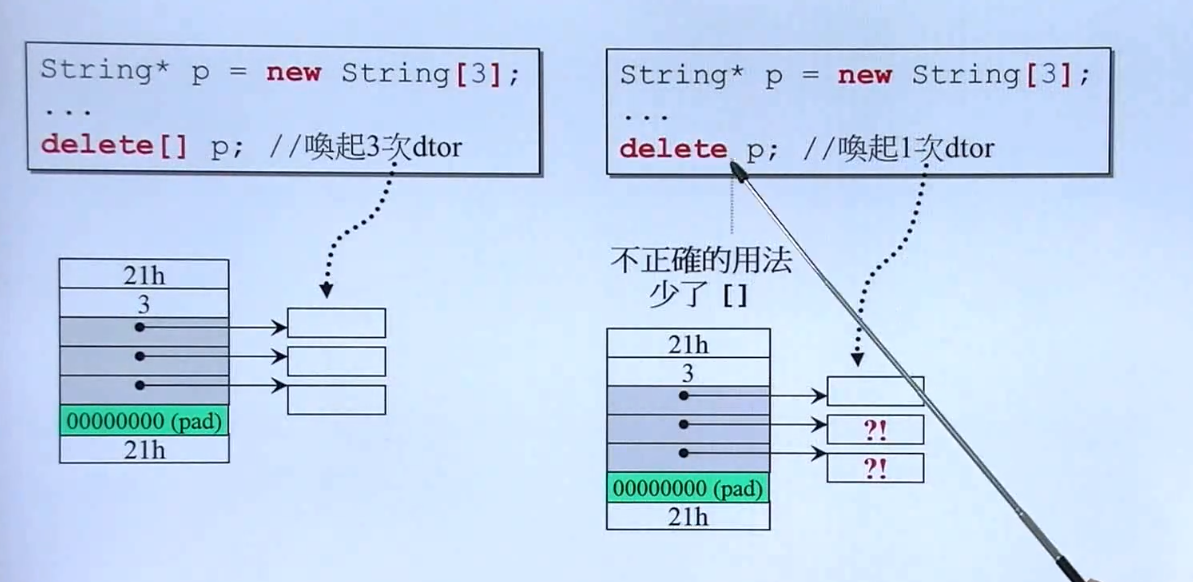 String* p = new String[3];
...
delete[] p; //喚起3次dtor
21h
3
00000000 (pad)
21h
String* p = new String[3];
...
delete p; //喚起1次dtor
不正確的用法
少了 []
21h
3
?!
?!
00000000 (pad)
21h